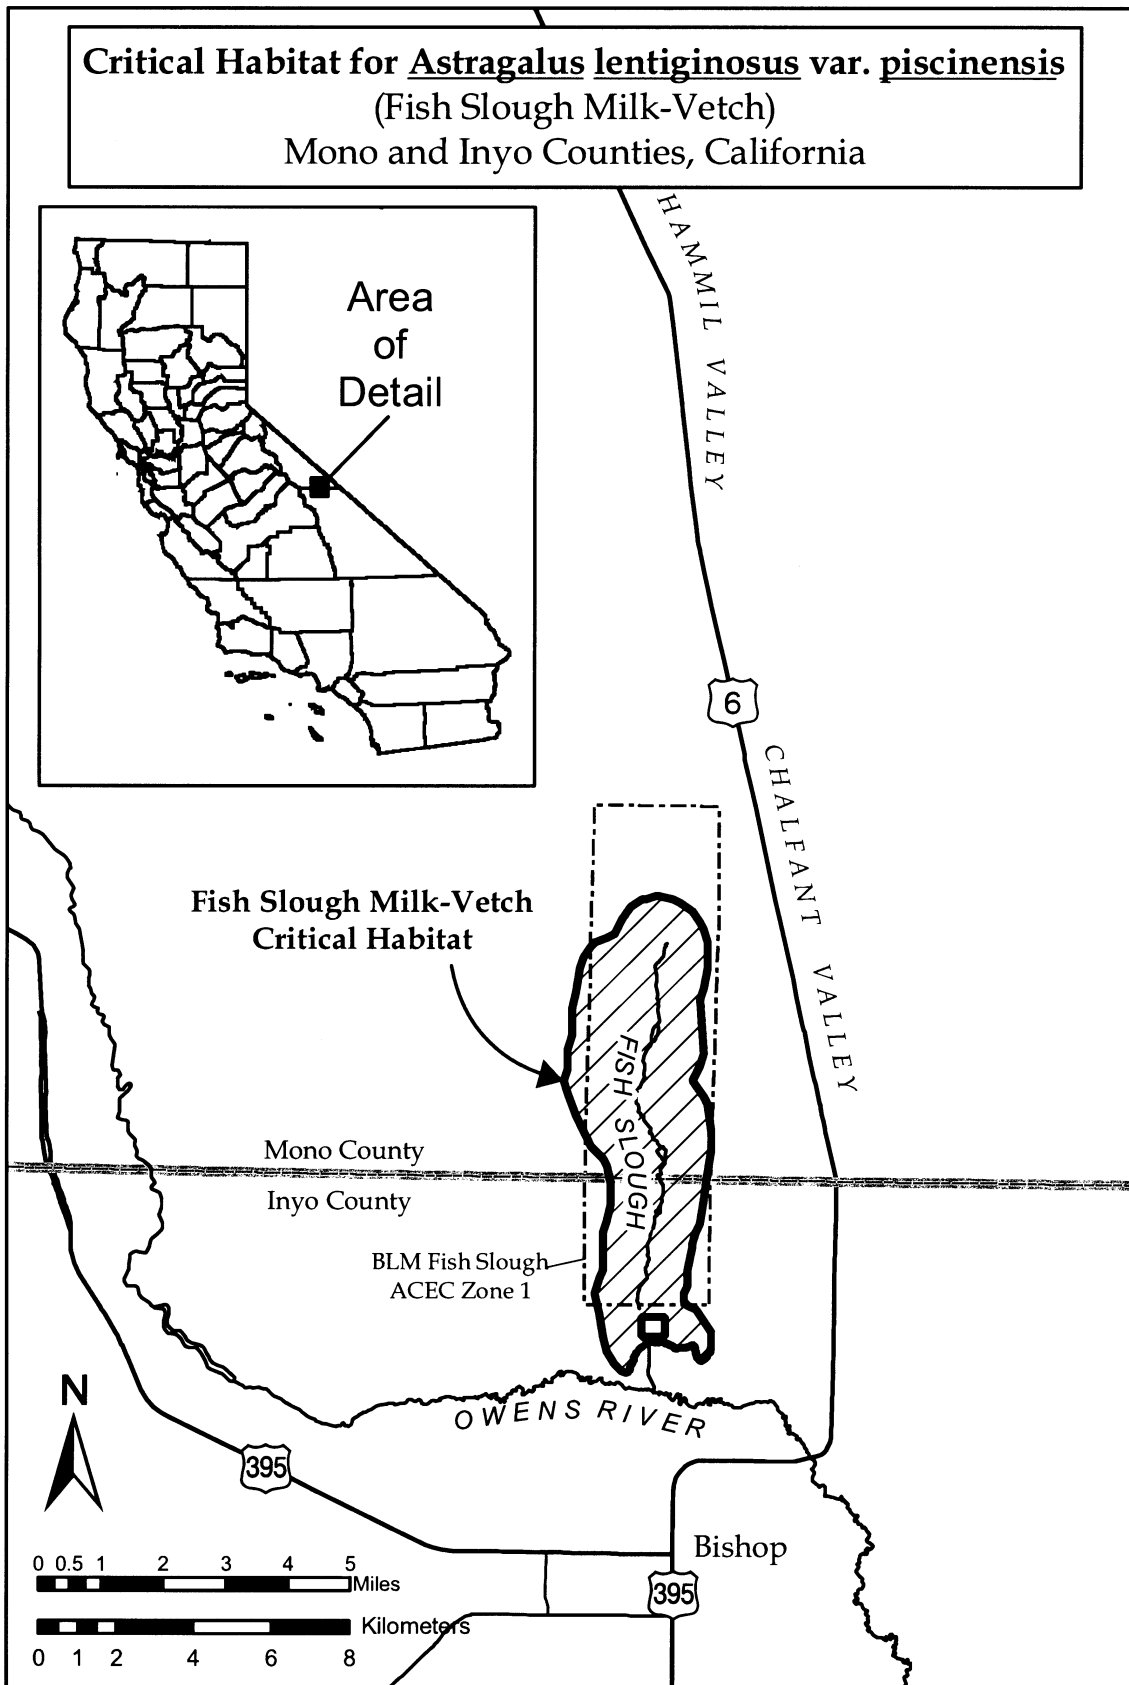 Critical Habitat for Astragalus lentiginosus var. piscinensis
(Fish Slough Milk-Vetch)
Mono and Inyo Counties, California
HAMMIL VALLEY
Area
of
Detail
6
CHALFANT VALLEY
Fish Slough Milk-Vetch
Critical Habitat
FISH SLOUGH
Mono County
Inyo County
BLM Fish Slough
ACEC Zone 1
N
OWENS RIVER
395
Bishop
395
0 0.5 1 2 3 4 5
Miles
Kilometers
0 1 2 4 6 8